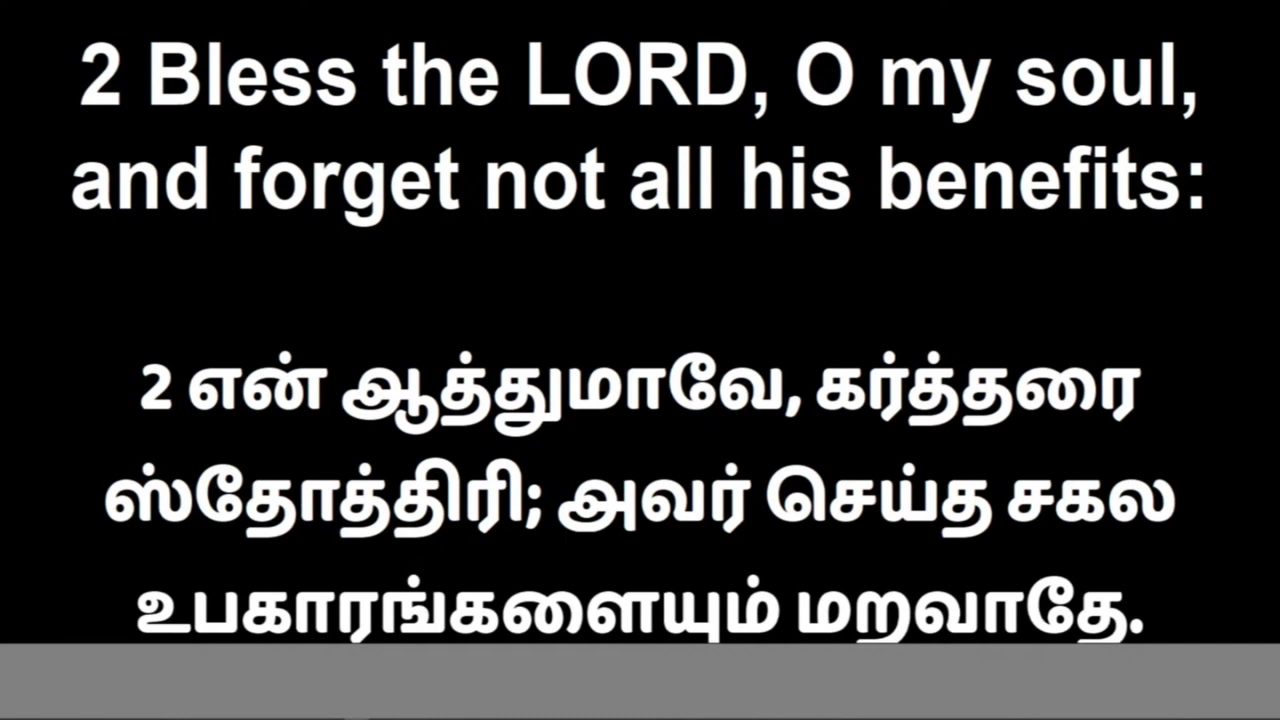 2 Bless the LORD, O my soul,
and forget not all his benefits:
2 என் ஆத்துமாவே, கர்த்தரை
ஸ்தோத்திரி; அவர் செய்த சகல
உபகாரங்களையும் மறவாதே.